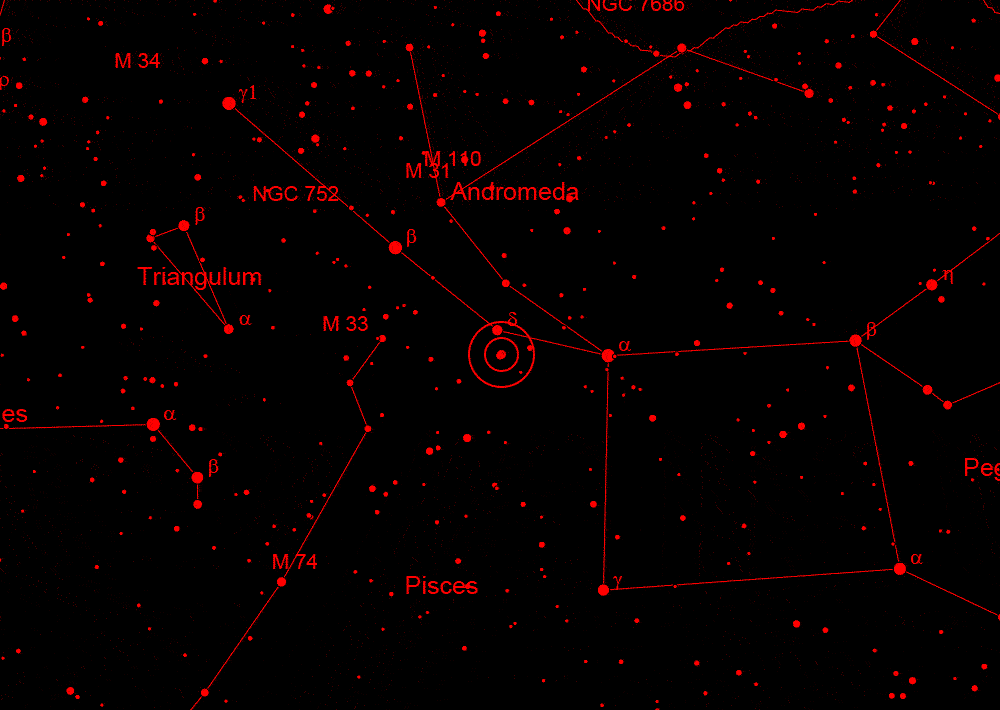 NGC 7686
β
M 34
ρ
γ1
M 110
M 31
Andromeda
NGC 752
β
β
Triangulum
η
α
M 33
δ
α
β
es
α
β
Peg
M 74
Pisces
γ
α